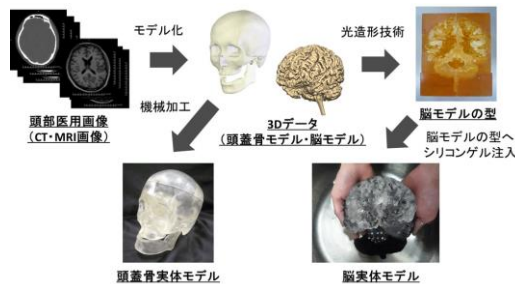 モデル化
光造形技術
機械加工
頭部医用画像
(CT・MRI画像)
3Dデータ
(頭蓋骨モデル・脳モデル)
脳モデルの型
脳モデルの型へ
シリコンゲル注入
頭蓋骨実体モデル
脳実体モデル